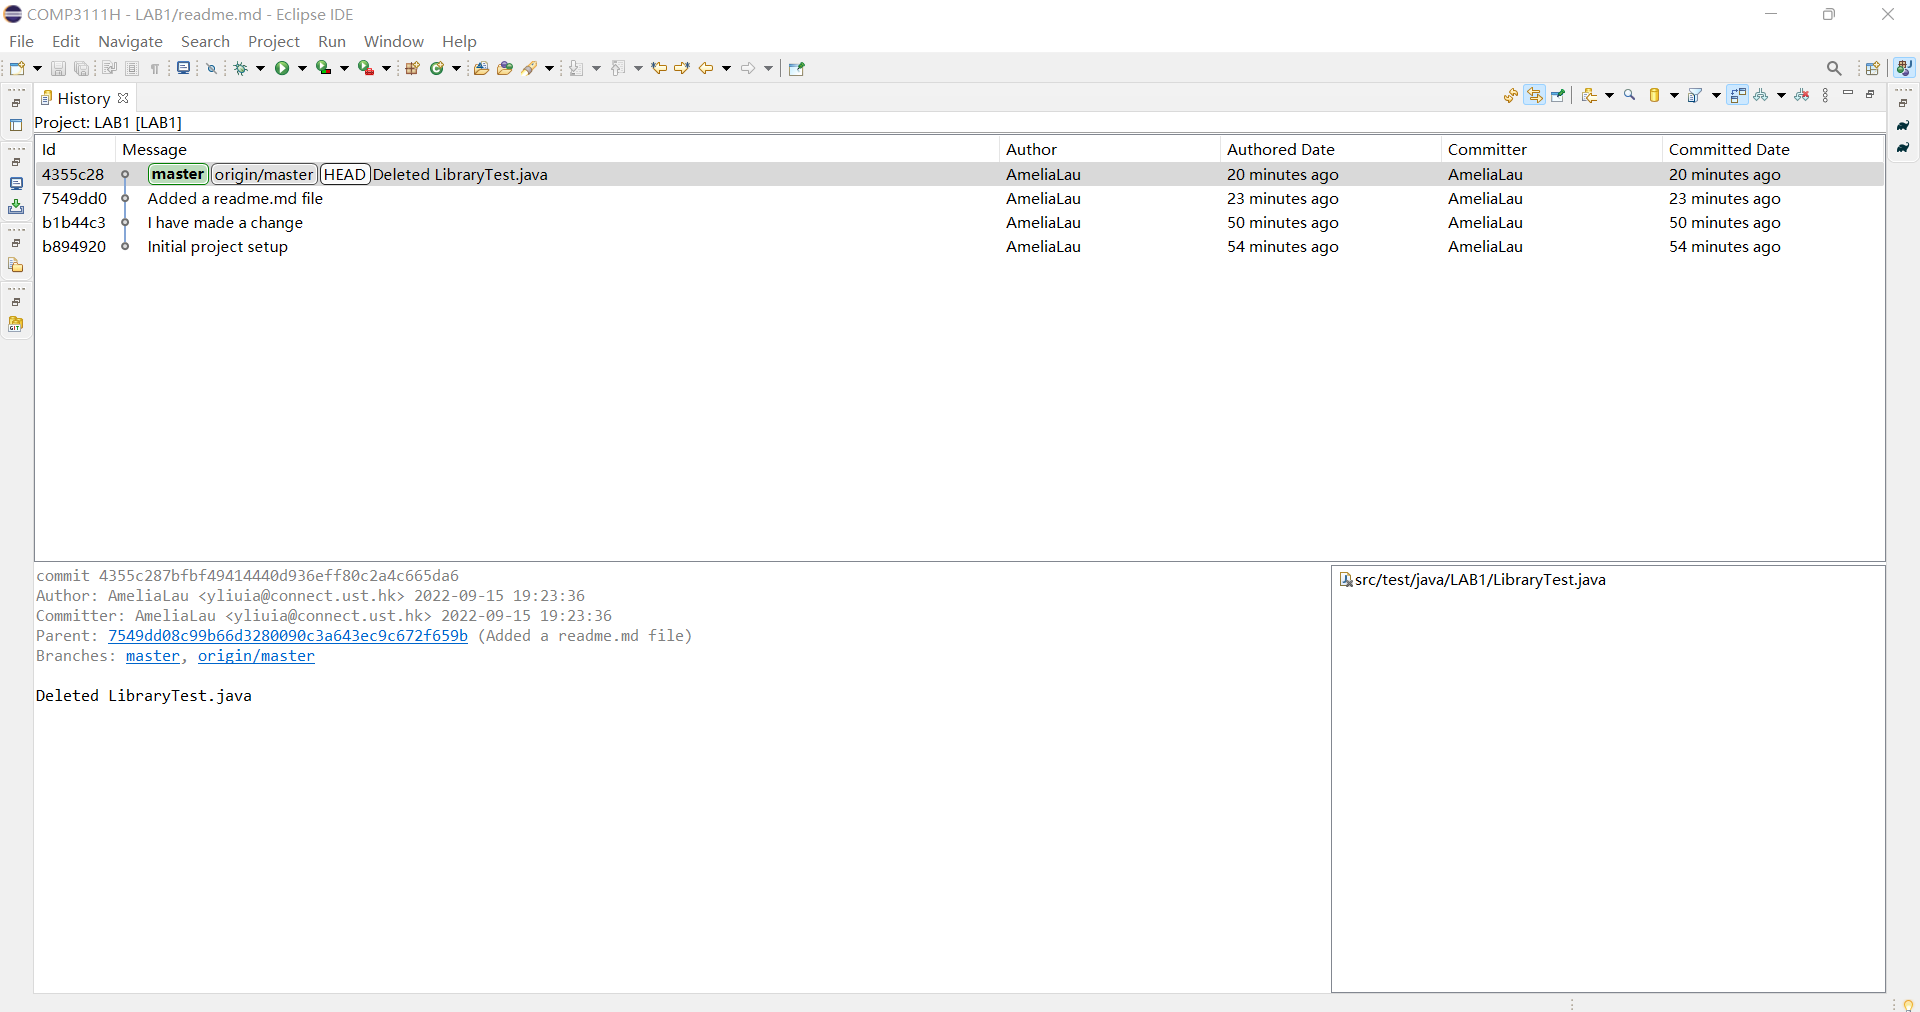 COMP3111H - LAB1/readme.md - Eclipse IDE
File Edit Navigate Search Project Run Window Help
History
Project: LAB1 [LAB1]
Id Message Author Authored Date Committer Committed Date
4355c28 master origin/master HEAD Deleted LibraryTest.java AmeliaLau 20 minutes ago AmeliaLau 20 minutes ago
7549dd0 Added a readme.md file AmeliaLau 23 minutes ago AmeliaLau 23 minutes ago
b1b44c3 I have made a change AmeliaLau 50 minutes ago AmeliaLau 50 minutes ago
b894920 Initial project setup AmeliaLau 54 minutes ago AmeliaLau 54 minutes ago
commit 4355c287bfbf49414440d936eff80c2a4c665da6
Author: AmeliaLau <yliuia@connect.ust.hk> 2022-09-15 19:23:36
Committer: AmeliaLau <yliuia@connect.ust.hk> 2022-09-15 19:23:36
Parent: 7549dd08c99b66d3280090c3a643ec9c672f659b (Added a readme.md file)
Branches: master, origin/master
Deleted LibraryTest.java
src/test/java/LAB1/LibraryTest.java